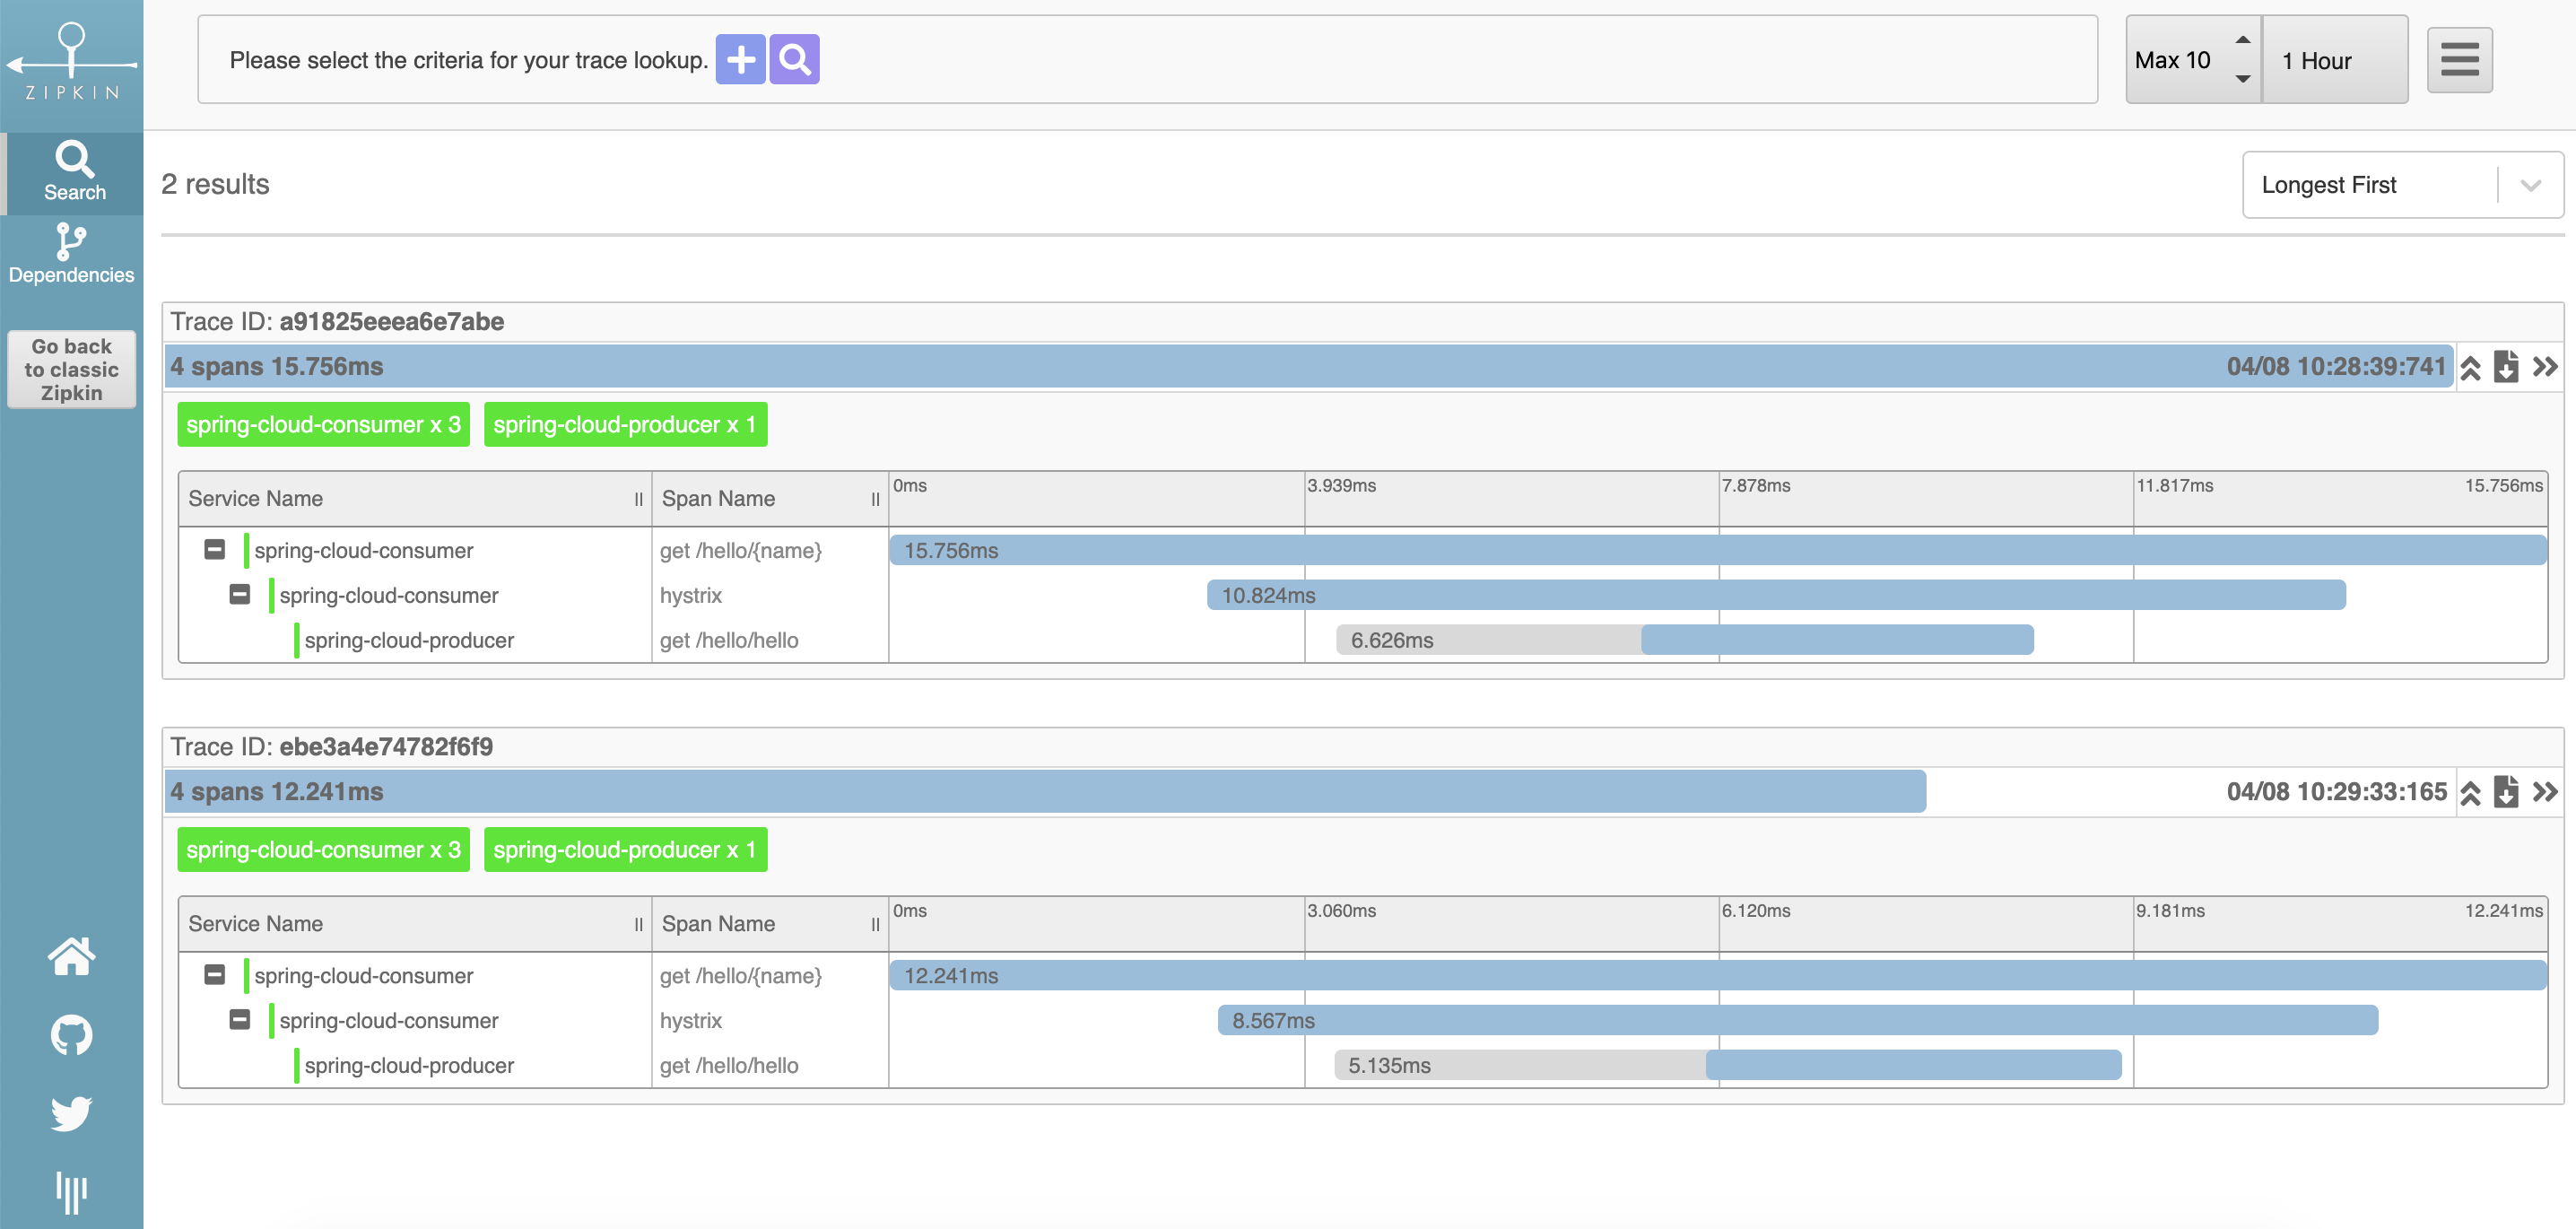 ZIPKIN
Search
Dependencies
Go back
to classic
Zipkin
Please select the criteria for your trace lookup.
Max 10
1 Hour
2 results
Longest First
Trace ID: a91825eeea6e7abe
4 spans 15.756ms 04/08 10:28:39:741
spring-cloud-consumer x 3 spring-cloud-producer x 1
Service Name Span Name 0ms 3.939ms 7.878ms 11.817ms 15.756ms
spring-cloud-consumer get /hello/{name} 15.756ms
spring-cloud-consumer hystrix 10.824ms
spring-cloud-producer get /hello/hello 6.626ms
Trace ID: ebe3a4e74782f6f9
4 spans 12.241ms 04/08 10:29:33:165
spring-cloud-consumer x 3 spring-cloud-producer x 1
Service Name Span Name 0ms 3.060ms 6.120ms 9.181ms 12.241ms
spring-cloud-consumer get /hello/{name} 12.241ms
spring-cloud-consumer hystrix 8.567ms
spring-cloud-producer get /hello/hello 5.135ms